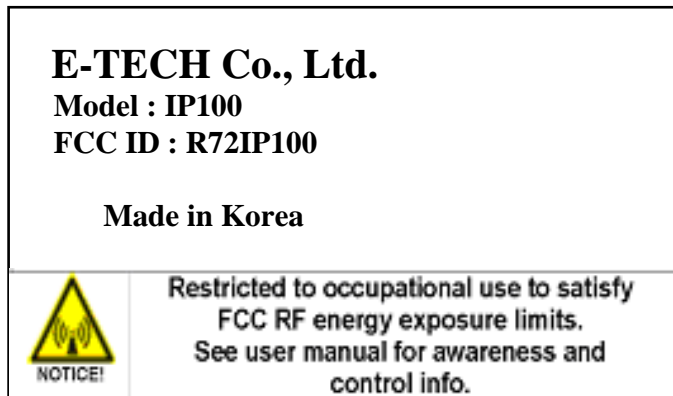 E-TECH Co., Ltd.
Model : IP100
FCC ID : R72IP100
Made in Korea
Restricted to occupational use to satisfy
FCC RF energy exposure limits.
See user manual for awareness and
control info.
NOTICE!